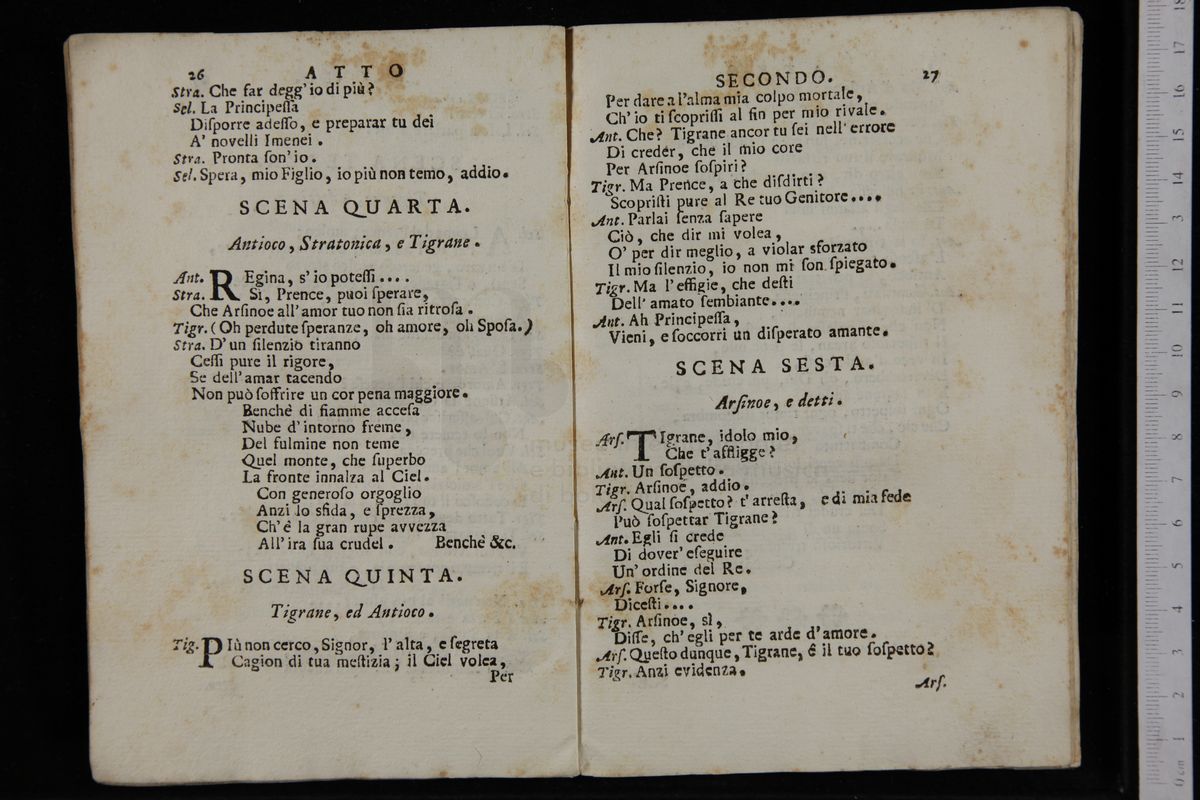 26 ATTO
Stra. Che far degg'io di più?
Sel. La Principeſſa
Diſporre adeſſo, e preparar tu dei
A' novelli Imenei.
Stra. Pronta ſon'io.
Sel. Spera, mio Figlio, io più non temo, addio.
SCENA QUARTA.
Antioco, Stratonica, e Tigrane.
Ant. REgina, s'io poteſſi....
Stra. Sì, Prence, puoi ſperare,
Che Arſinoe all'amor tuo non ſia ritroſa.
Tigr. (Oh perdute ſperanze, oh amore, oh Spoſa.)
Stra. D'un ſilenzio tiranno
Ceſſi pure il rigore,
Se dell'amar tacendo
Non può ſoffrire un cor pena maggiore.
Benchè di fiamme acceſa
Nube d'intorno freme,
Del fulmine non teme
Quel monte, che ſuperbo
La fronte innalza al Ciel.
Con generoſo orgoglio
Anzi lo sfida, e ſprezza,
Ch'è la gran rupe avvezza
All'ira ſua crudel. Benchè &c.
SCENA QUINTA.
Tigrane, ed Antioco.
Tig. PIù non cerco, Signor, l'alta, e ſegreta
Cagion di tua meſtizia; il Ciel volea,
Per
SECONDO. 27
Per dare a l'alma mia colpo mortale,
Ch'io ti ſcopriſſi al fin per mio rivale.
Ant. Che? Tigrane ancor tu ſei nell'errore
Di creder, che il mio core
Per Arſinoe ſoſpiri?
Tigr. Ma Prence, a che diſdirti?
Scopriſti pure al Re tuo Genitore....
Ant. Parlai ſenza ſapere
Ciò, che dir mi volea,
O' per dir meglio, a violar sforzato
Il mio ſilenzio, io non mi ſon ſpiegato.
Tigr. Ma l'effigie, che deſti
Dell'amato ſembiante....
Ant. Ah Principeſſa,
Vieni, e ſoccorri un diſperato amante.
SCENA SESTA.
Arſinoe, e detti.
Arſ. TIgrane, idolo mio,
Che t'affligge?
Ant. Un ſoſpetto.
Tigr. Arſinoe, addio.
Arſ. Qual ſoſpetto? t'arreſta, e di mia fede
Può ſoſpettar Tigrane?
Ant. Egli ſi crede
Di dover' eſeguire
Un'ordine del Re.
Arſ. Forſe, Signore,
Diceſti....
Tigr. Arſinoe, sì,
Diſſe, ch'egli per te arde d'amore.
Arſ. Queſto dunque, Tigrane, é il tuo ſoſpetto?
Tigr. Anzi evidenza.
Arſ.